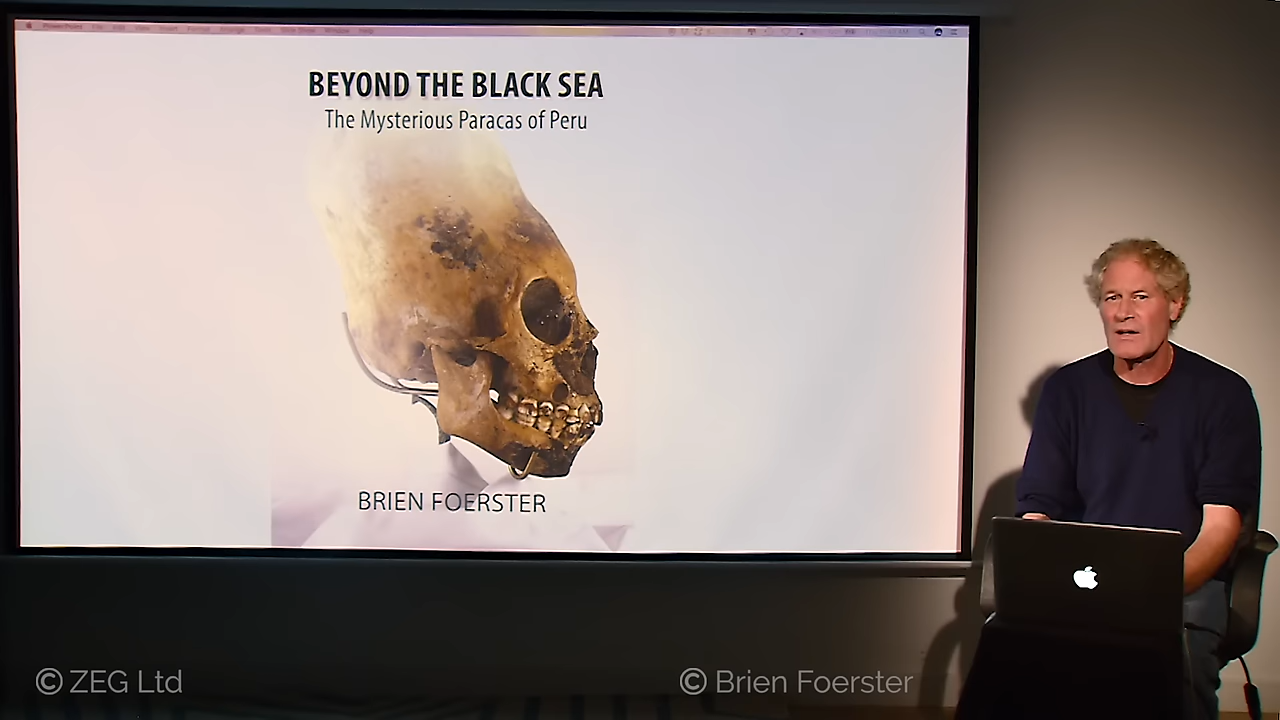 BEYOND THE BLACK SEA
The Mysterious Paracas of Peru
BRIEN FOERSTER
© ZEG Ltd
© Brien Foerster